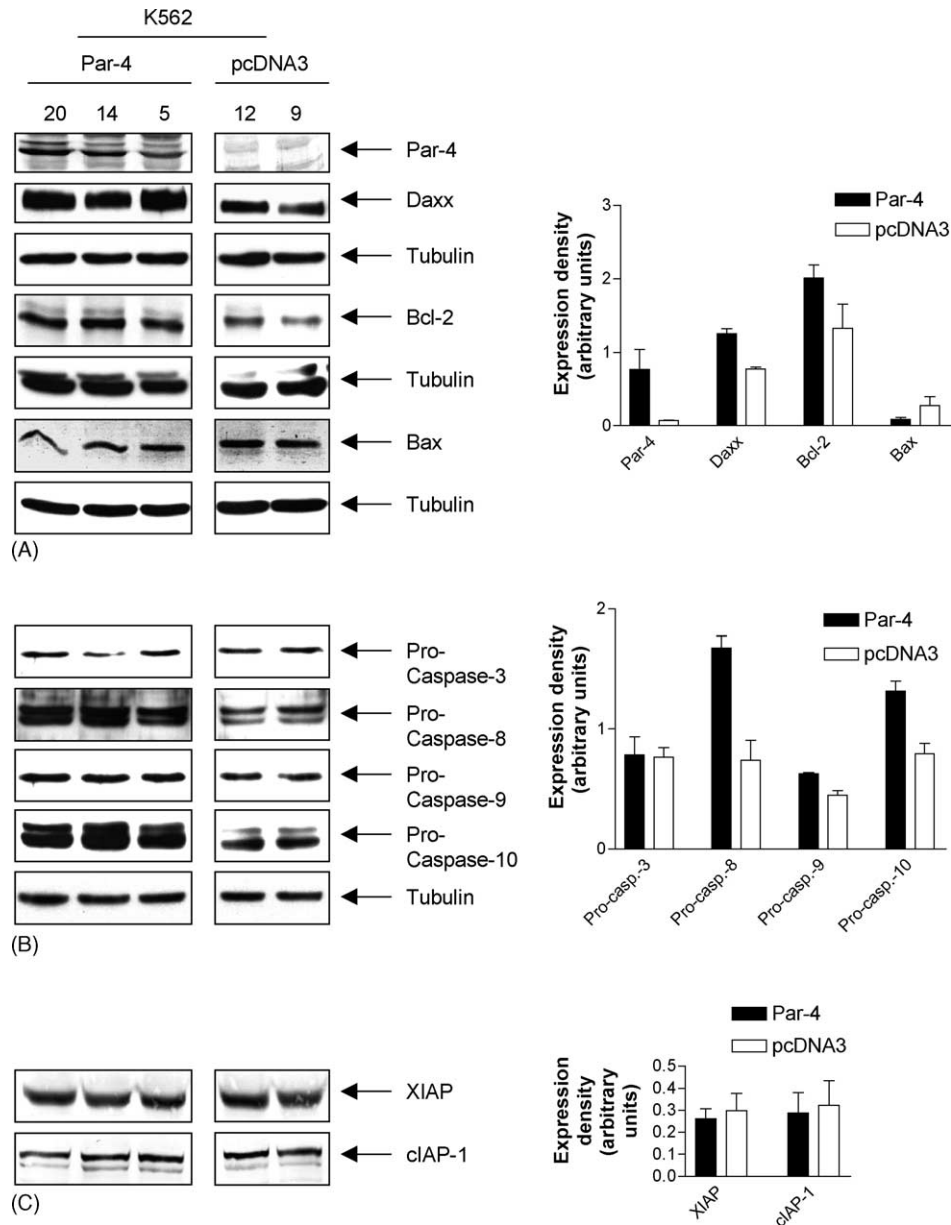 K562
Par-4 pcDNA3
20 14 5 12 9
Par-4
Daxx
Tubulin
Bcl-2
Tubulin
Bax
Tubulin
(A)
Expression density
(arbitrary units)
3
2
1
0
Par-4
pcDNA3
Par-4 Daxx Bcl-2 Bax
Pro-
Caspase-3
Pro-
Caspase-8
Pro-
Caspase-9
Pro-
Caspase-10
Tubulin
(B)
Expression density
(arbitrary units)
2
1
0
Par-4
pcDNA3
Pro-casp.-3 Pro-casp.-8 Pro-casp.-9 Pro-casp.-10
XIAP
cIAP-1
(C)
Expression
density
(arbitrary
units)
0.5
0.4
0.3
0.2
0.1
0.0
Par-4
pcDNA3
XIAP cIAP-1